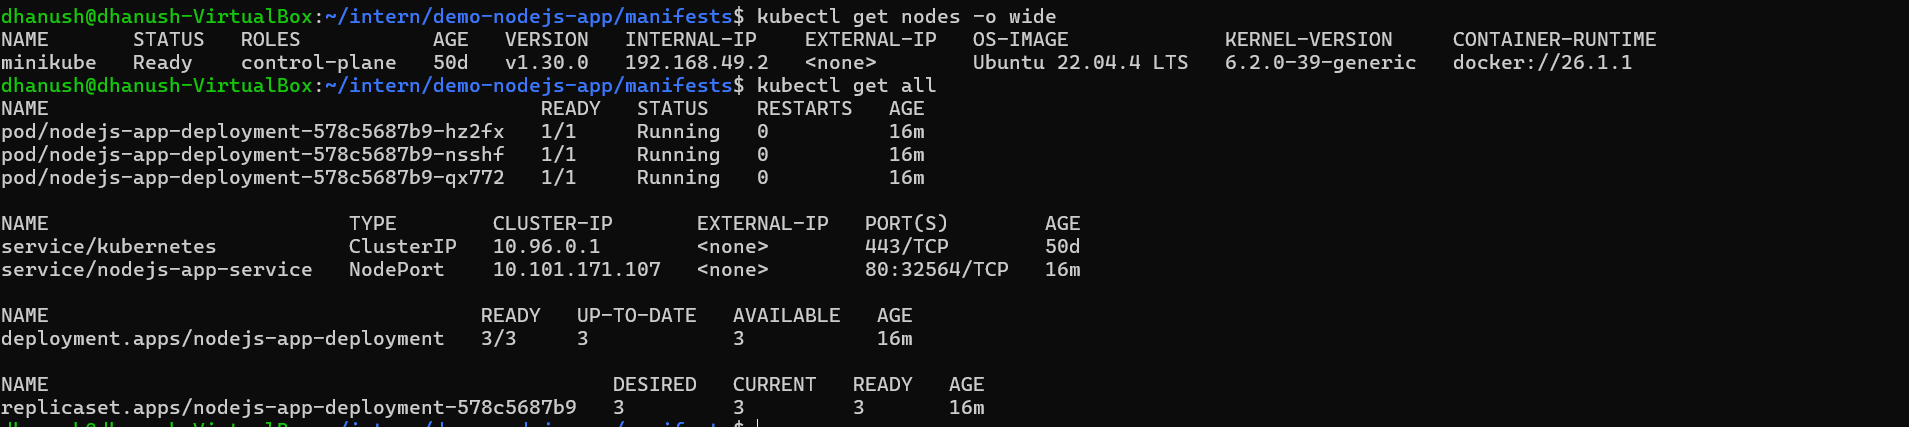 dhanush@dhanush-VirtualBox:~/intern/demo-nodejs-app/manifests$ kubectl get nodes -o wide
NAME       STATUS   ROLES           AGE   VERSION   INTERNAL-IP    EXTERNAL-IP   OS-IMAGE             KERNEL-VERSION     CONTAINER-RUNTIME
minikube   Ready    control-plane   50d   v1.30.0   192.168.49.2   <none>        Ubuntu 22.04.4 LTS   6.2.0-39-generic   docker://26.1.1
dhanush@dhanush-VirtualBox:~/intern/demo-nodejs-app/manifests$ kubectl get all
NAME                                         READY   STATUS    RESTARTS   AGE
pod/nodejs-app-deployment-578c5687b9-hz2fx   1/1     Running   0          16m
pod/nodejs-app-deployment-578c5687b9-nsshf   1/1     Running   0          16m
pod/nodejs-app-deployment-578c5687b9-qx772   1/1     Running   0          16m

NAME                         TYPE        CLUSTER-IP       EXTERNAL-IP   PORT(S)        AGE
service/kubernetes           ClusterIP   10.96.0.1        <none>        443/TCP        50d
service/nodejs-app-service   NodePort    10.101.171.107   <none>        80:32564/TCP   16m

NAME                                    READY   UP-TO-DATE   AVAILABLE   AGE
deployment.apps/nodejs-app-deployment   3/3     3            3           16m

NAME                                               DESIRED   CURRENT   READY   AGE
replicaset.apps/nodejs-app-deployment-578c5687b9   3         3         3       16m
dhanush@dhanush-VirtualBox:~/intern/demo-nodejs-app/manifests$